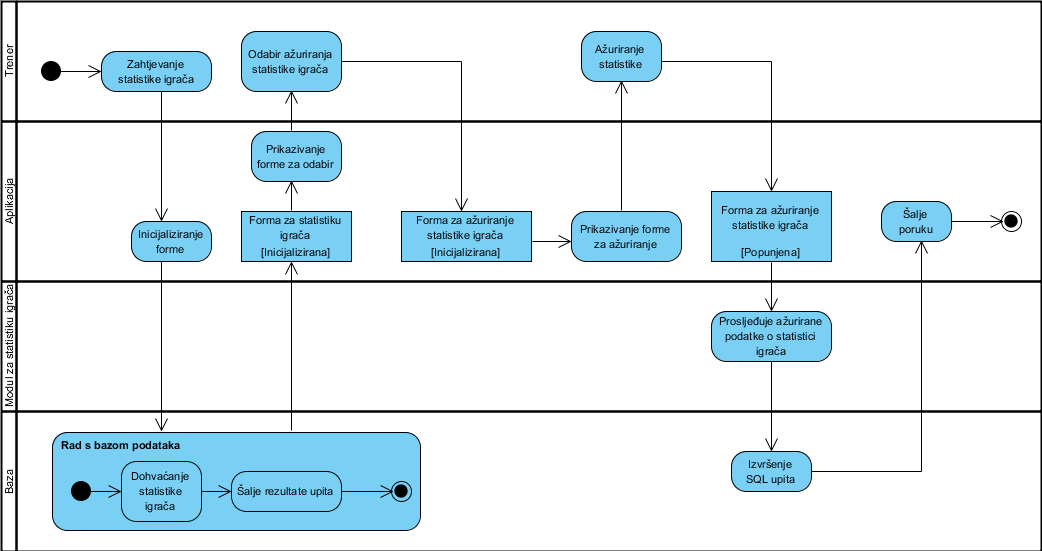 Trener
Zahtjevanje
statistike igrača
Odabir ažuriranja
statistike igrača
Ažuriranje
statistike
Aplikacija
Inicijaliziranje
forme
Prikazivanje
forme za odabir
Forma za statistiku
igrača
[Inicijalizirana]
Forma za ažuriranje
statistike igrača
[Inicijalizirana]
Prikazivanje forme
za ažuriranje
Forma za ažuriranje
statistike igrača
[Popunjena]
Šalje
poruku
Modul za statistiku igrača
Prosljeđuje ažurirane
podatke o statistici
igrača
Baza
Rad s bazom podataka
Dohvaćanje
statistike
igrača
Šalje rezultate upita
Izvršenje
SQL upita